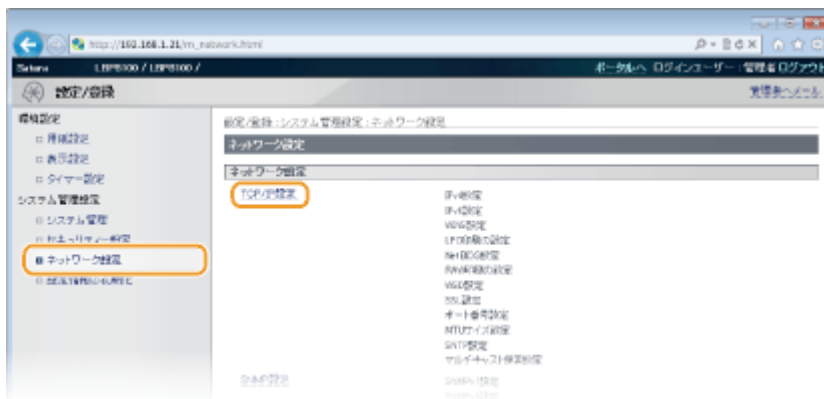 http://192.168.1.21/m_network.html
Satera LBP8100 / LBP8100 / ポータルへ ログインユーザー: 管理者 ログアウト
設定/登録 管理者へメール
環境設定
用紙設定
表示設定
タイマー設定
システム管理設定
システム管理
セキュリティー設定
ネットワーク設定
設定/登録 : システム管理設定 : ネットワーク設定
ネットワーク設定
ネットワーク設定
TCP/IP設定
IPv4設定
IPv6設定
WINS設定
LPD印刷の設定
RAW印刷の設定
WSD設定
SSL設定
ポート番号設定
MTUサイズ設定
SNTP設定
マルチキャスト探索設定
SNMP設定
SNMPv1設定